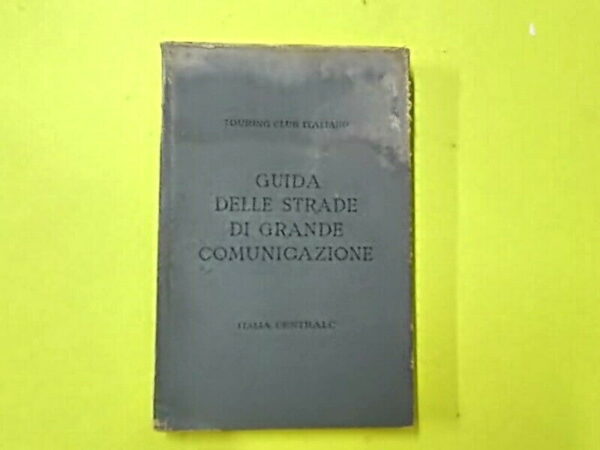 TOURING CLUB ITALIANO
GUIDA
DELLE STRADE
DI GRANDE
COMUNICAZIONE
ITALIA CENTRALE